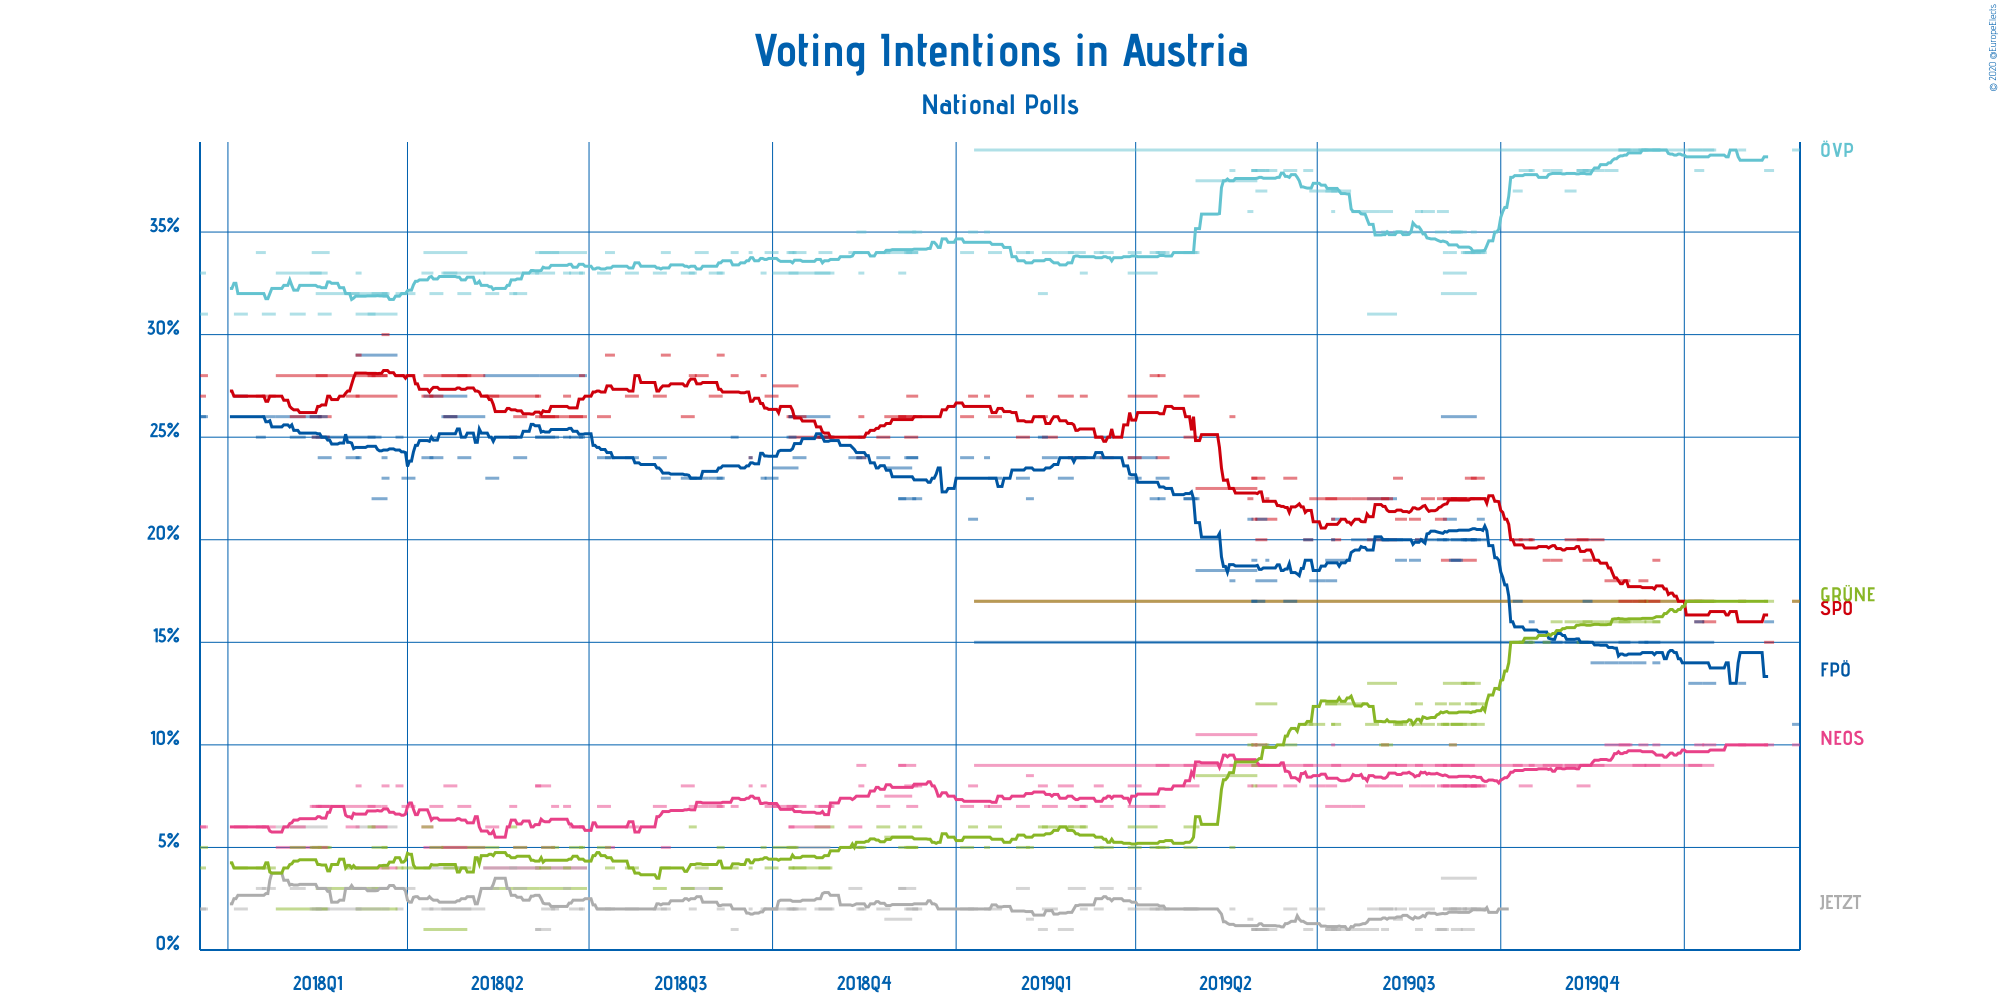 © 2020 @EuropeElects
Voting Intentions in Austria
National Polls
ÖVP
35%
30%
25%
20%
GRÜNE
SPÖ
15%
FPÖ
10%
NEOS
5%
JETZT
0%
2018Q1 2018Q2 2018Q3 2018Q4 2019Q1 2019Q2 2019Q3 2019Q4